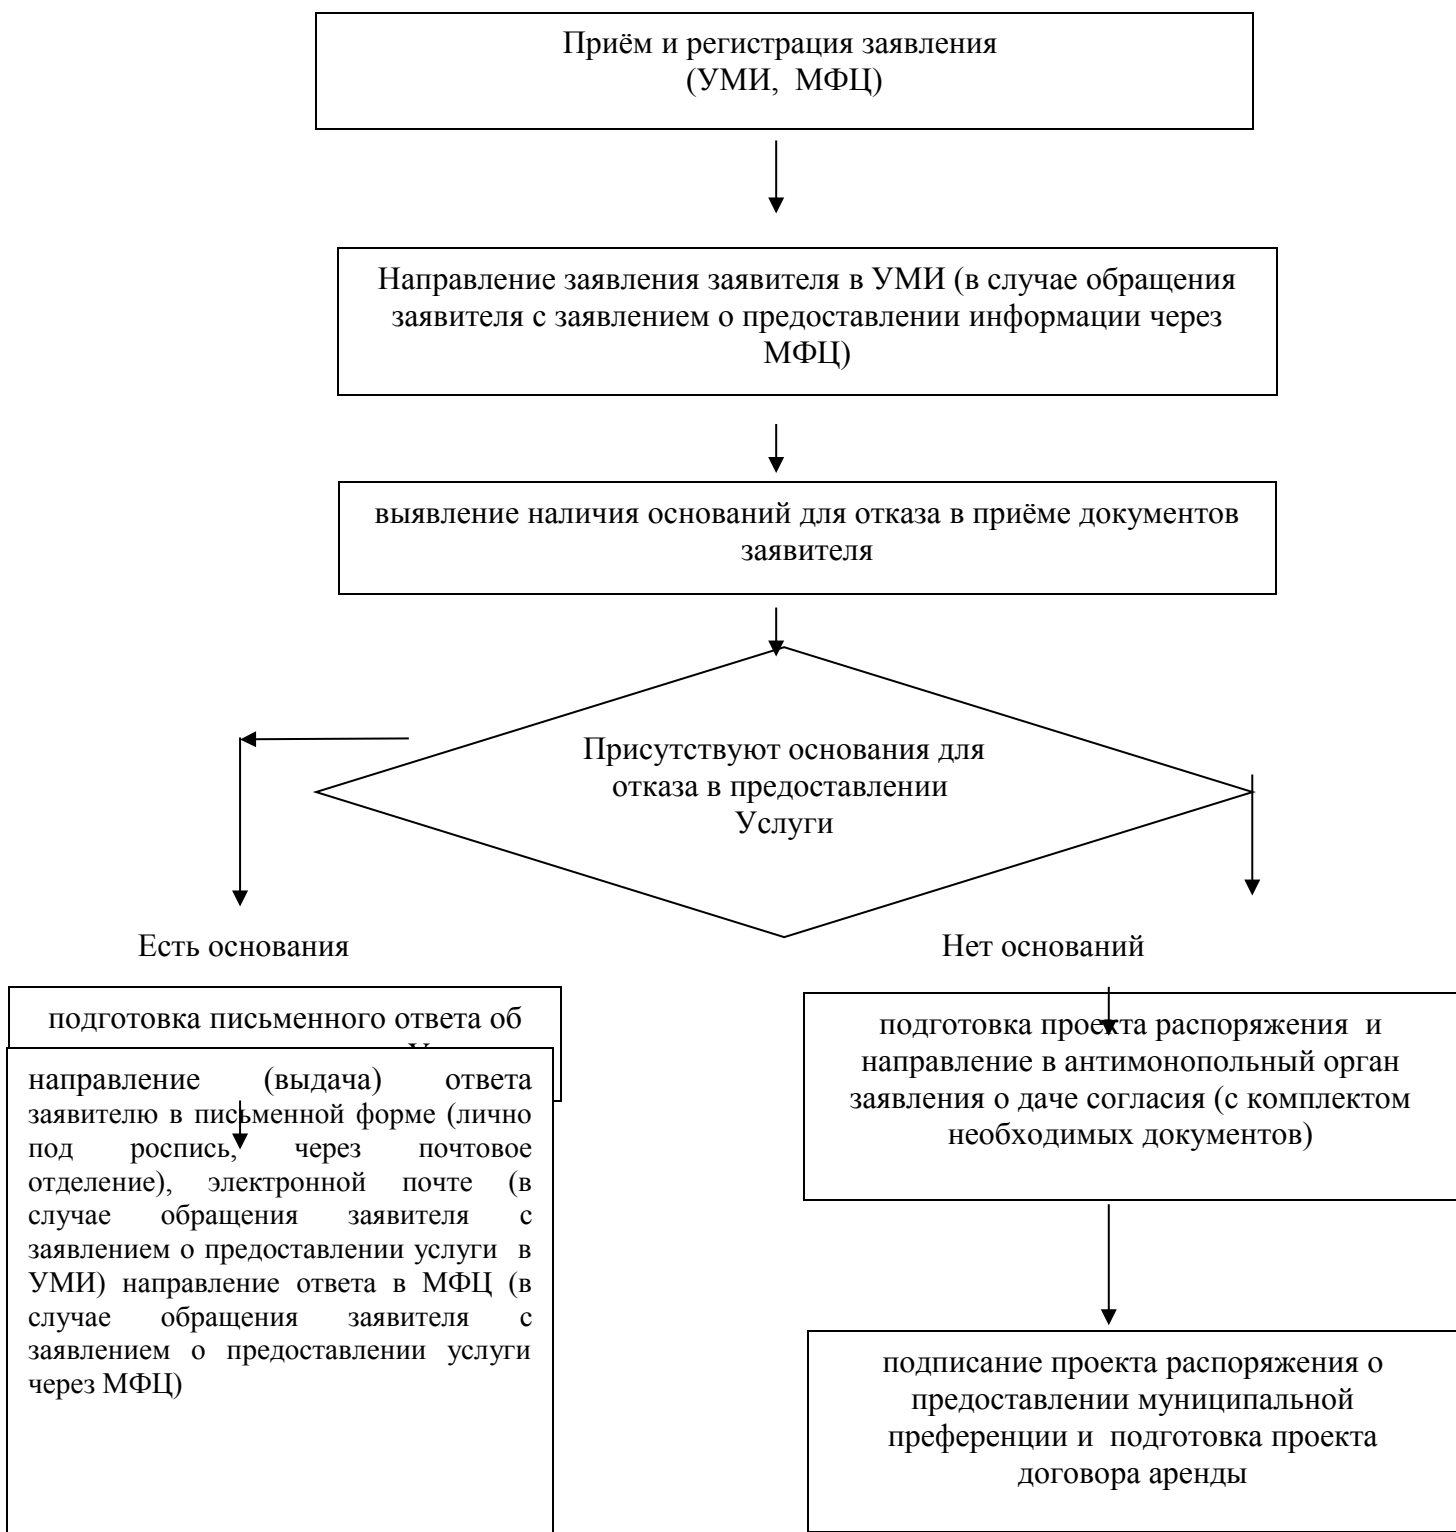 Приём и регистрация заявления
(УМИ, МФЦ)
Направление заявления заявителя в УМИ (в случае обращения
заявителя с заявлением о предоставлении информации через
МФЦ)
выявление наличия оснований для отказа в приёме документов
заявителя
Присутствуют основания для
отказа в предоставлении
Услуги
Есть основания
Нет оснований
подготовка письменного ответа об
направление (выдача) ответа
заявителю в письменной форме (лично
под роспись, через почтовое
отделение), электронной почте (в
случае обращения заявителя с
заявлением о предоставлении услуги в
УМИ) направление ответа в МФЦ (в
случае обращения заявителя с
заявлением о предоставлении услуги
через МФЦ)
подготовка проекта распоряжения и
направление в антимонопольный орган
заявления о даче согласия (с комплектом
необходимых документов)
подписание проекта распоряжения о
предоставлении муниципальной
преференции и подготовка проекта
договора аренды